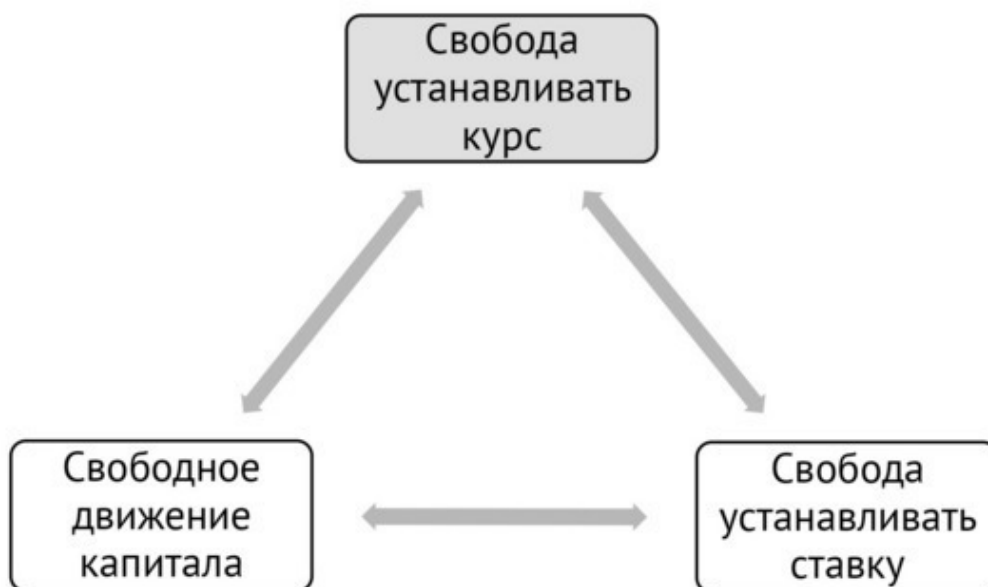 Свобода
устанавливать
курс
Свободное
движение
капитала
Свобода
устанавливать
ставку